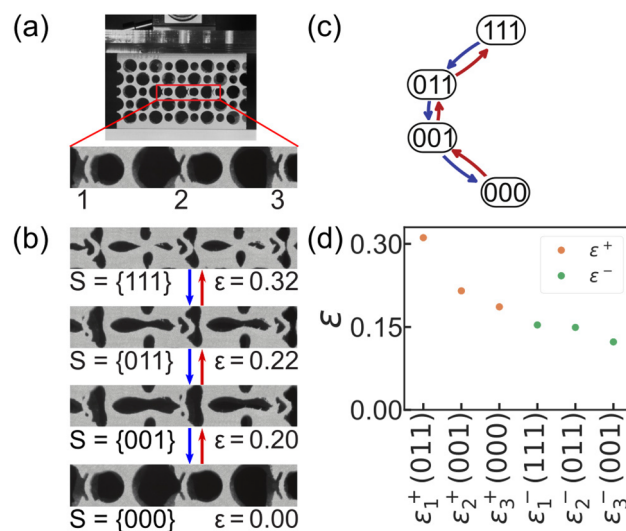 (a)
1 2 3
(b)
S = {111} ε = 0.32
S = {011} ε = 0.22
S = {001} ε = 0.20
S = {000} ε = 0.00
(c)
111
011
001
000
(d)
ε⁺
ε⁻
0.30
0.15
0.00
ε
ε₁⁺(011)
ε₂⁺(001)
ε₃⁺(000)
ε₁⁻(111)
ε₂⁻(011)
ε₃⁻(001)